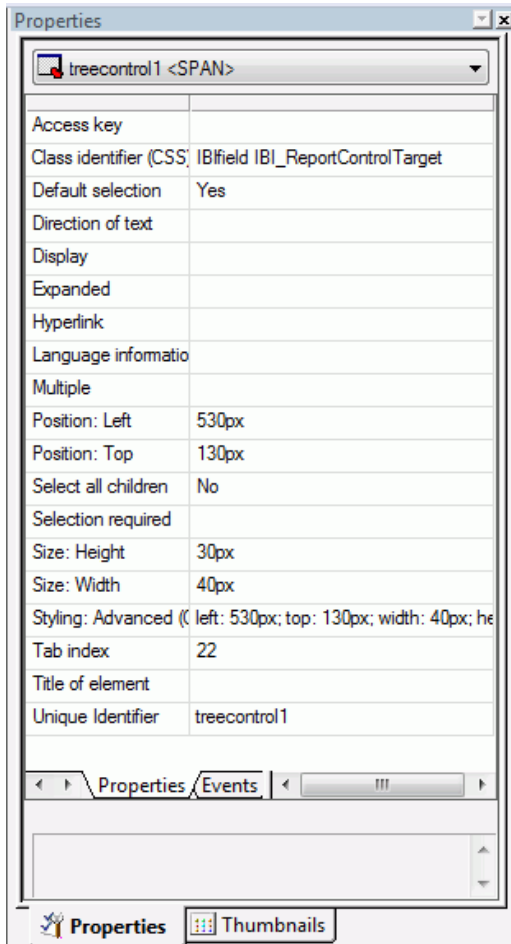 Properties
treecontrol1 <SPAN>
Access key
Class identifier (CSS) IBIfield IBI_ReportControlTarget
Default selection Yes
Direction of text
Display
Expanded
Hyperlink
Language informatio
Multiple
Position: Left 530px
Position: Top 130px
Select all children No
Selection required
Size: Height 30px
Size: Width 40px
Styling: Advanced (C left: 530px; top: 130px; width: 40px; he
Tab index 22
Title of element
Unique Identifier treecontrol1
Properties Events
Properties Thumbnails